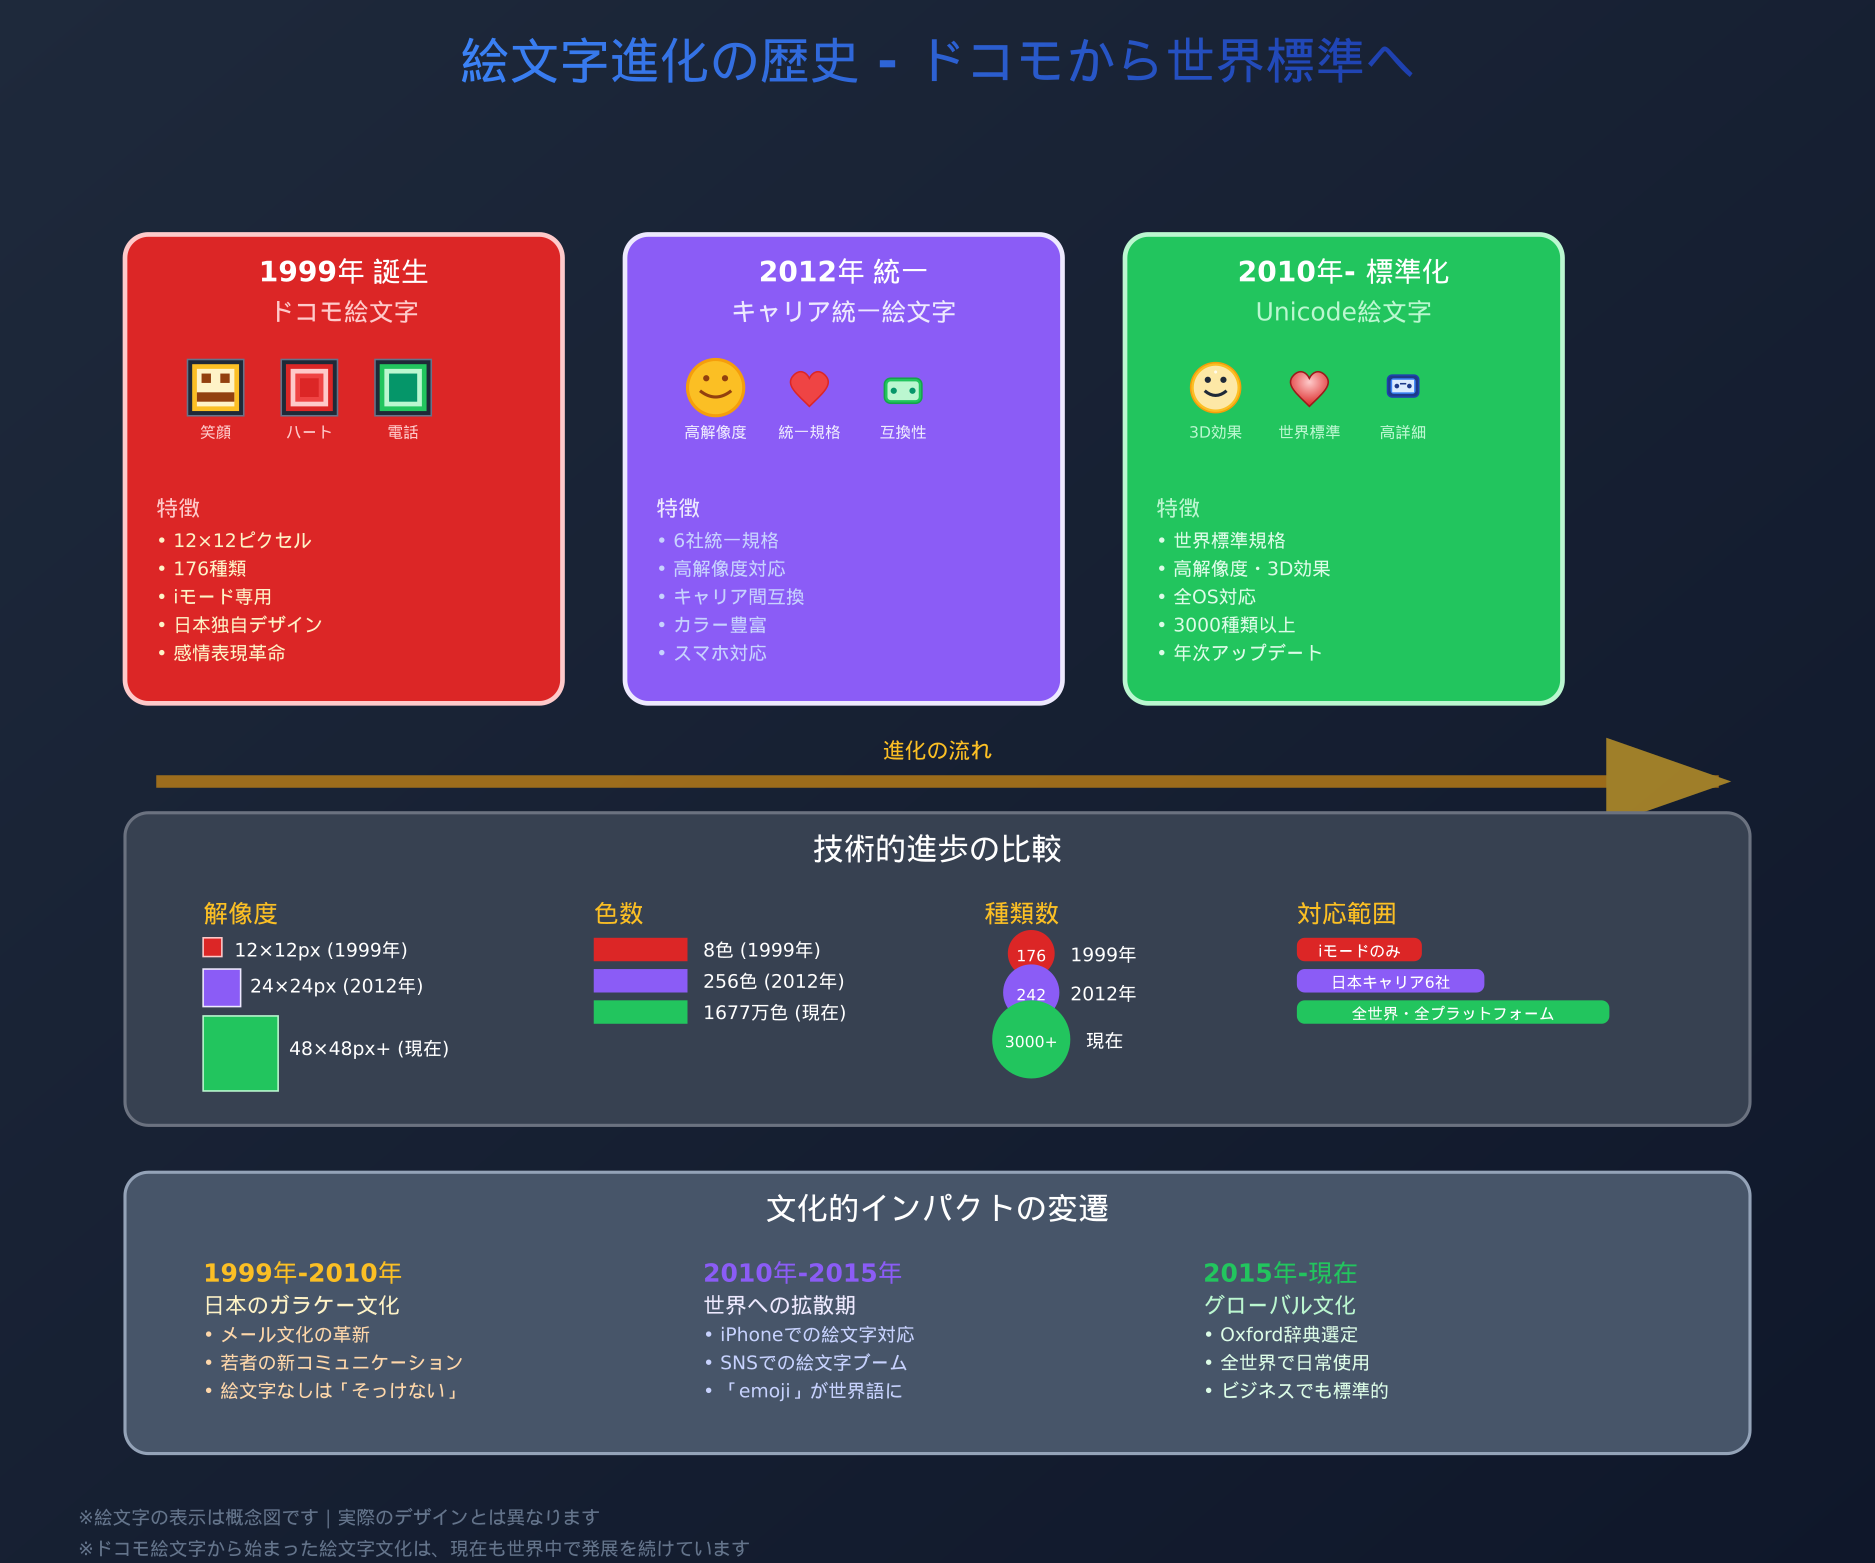 絵文字進化の歴史 - ドコモから世界標準へ
1999年 誕生
ドコモ絵文字
笑顔
ハート
電話
特徴
• 12×12ピクセル
• 176種類
• iモード専用
• 日本独自デザイン
• 感情表現革命
2012年 統一
キャリア統一絵文字
高解像度
統一規格
互換性
特徴
• 6社統一規格
• 高解像度対応
• キャリア間互換
• カラー豊富
• スマホ対応
2010年- 標準化
Unicode絵文字
3D効果
世界標準
高詳細
特徴
• 世界標準規格
• 高解像度・3D効果
• 全OS対応
• 3000種類以上
• 年次アップデート
進化の流れ
技術的進歩の比較
解像度
12×12px (1999年)
24×24px (2012年)
48×48px+ (現在)
色数
8色 (1999年)
256色 (2012年)
1677万色 (現在)
種類数
176 1999年
242 2012年
3000+ 現在
対応範囲
iモードのみ
日本キャリア6社
全世界・全プラットフォーム
文化的インパクトの変遷
1999年-2010年
日本のガラケー文化
• メール文化の革新
• 若者の新コミュニケーション
• 絵文字なしは「そっけない」
2010年-2015年
世界への拡散期
• iPhoneでの絵文字対応
• SNSでの絵文字ブーム
• 「emoji」が世界語に
2015年-現在
グローバル文化
• Oxford辞典選定
• 全世界で日常使用
• ビジネスでも標準的
※絵文字の表示は概念図です | 実際のデザインとは異なります
※ドコモ絵文字から始まった絵文字文化は、現在も世界中で発展を続けています